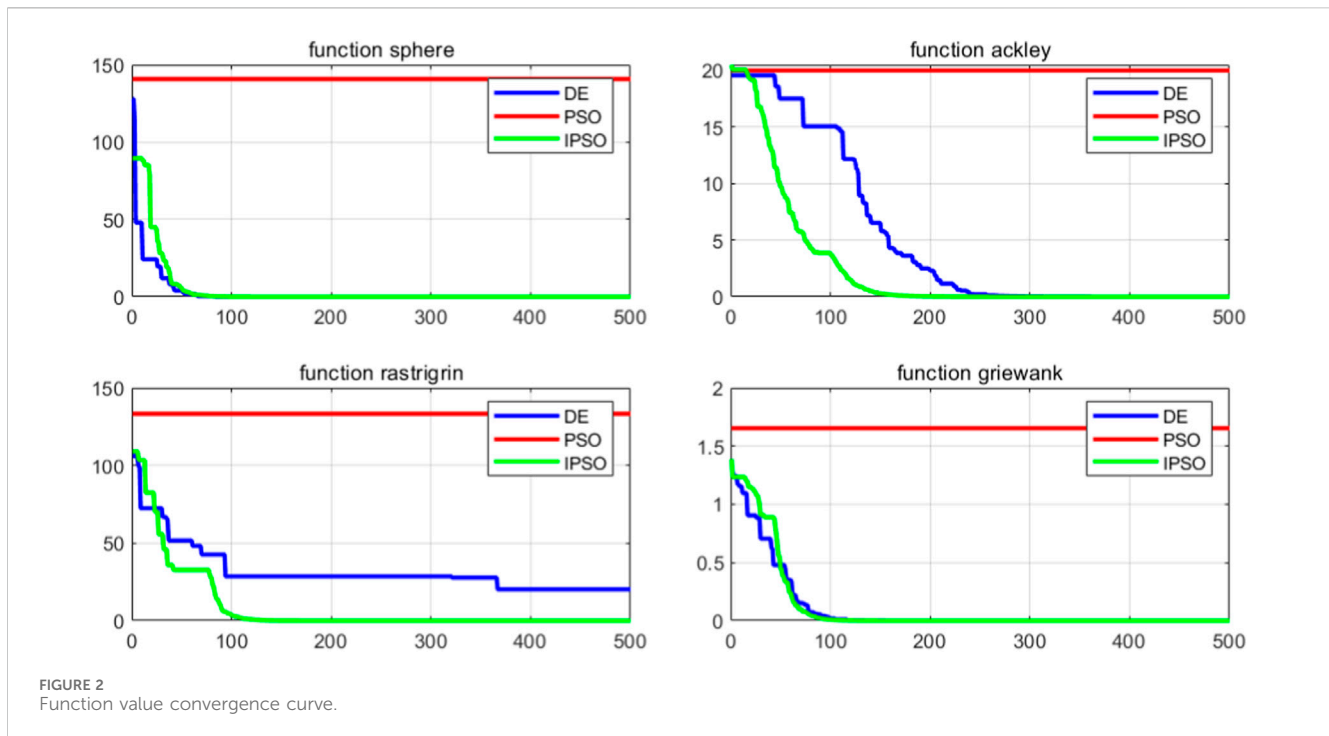 function sphere
150
100
50
0
0 100 200 300 400 500
DE
PSO
IPSO
function ackley
20
15
10
5
0
0 100 200 300 400 500
DE
PSO
IPSO
function rastrigrin
150
100
50
0
0 100 200 300 400 500
DE
PSO
IPSO
function griewank
2
1.5
1
0.5
0
0 100 200 300 400 500
DE
PSO
IPSO
FIGURE 2
Function value convergence curve.